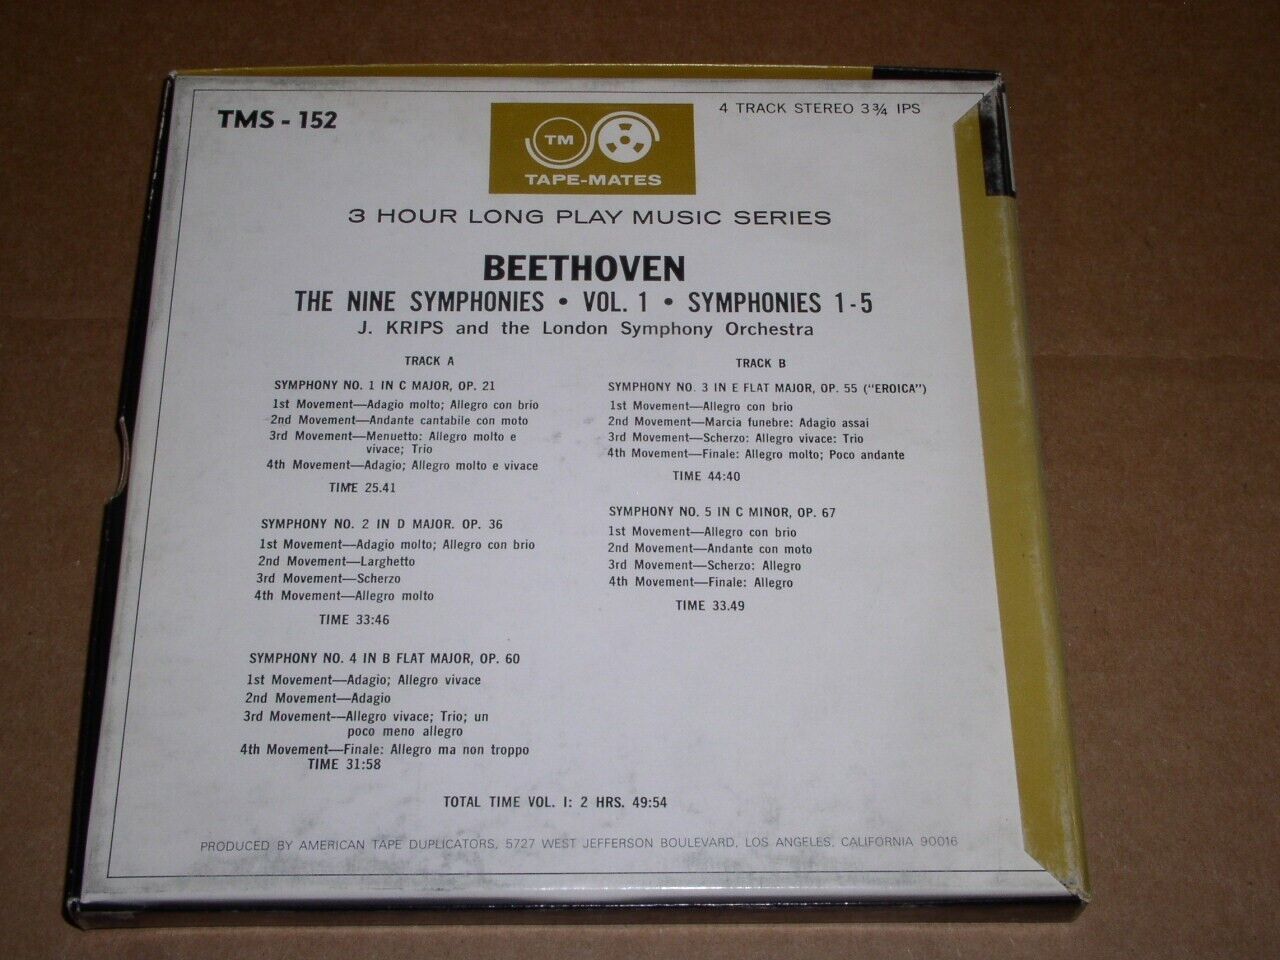 TMS - 152
4 TRACK STEREO 3 3/4 IPS
TM
TAPE-MATES
3 HOUR LONG PLAY MUSIC SERIES
BEETHOVEN
THE NINE SYMPHONIES • VOL. 1 • SYMPHONIES 1-5
J. KRIPS and the London Symphony Orchestra
TRACK A
SYMPHONY NO. 1 IN C MAJOR, OP. 21
1st Movement—Adagio molto; Allegro con brio
2nd Movement—Andante cantabile con moto
3rd Movement—Menuetto: Allegro molto e
vivace; Trio
4th Movement—Adagio; Allegro molto e vivace
TIME 25.41
SYMPHONY NO. 2 IN D MAJOR. OP. 36
1st Movement—Adagio molto; Allegro con brio
2nd Movement—Larghetto
3rd Movement—Scherzo
4th Movement—Allegro molto
TIME 33:46
SYMPHONY NO. 4 IN B FLAT MAJOR, OP. 60
1st Movement—Adagio; Allegro vivace
2nd Movement—Adagio
3rd Movement—Allegro vivace; Trio; un
poco meno allegro
4th Movement—Finale: Allegro ma non troppo
TIME 31:58
TRACK B
SYMPHONY NO. 3 IN E FLAT MAJOR, OP. 55 ("EROICA")
1st Movement—Allegro con brio
2nd Movement—Marcia funebre: Adagio assai
3rd Movement—Scherzo: Allegro vivace: Trio
4th Movement—Finale: Allegro molto; Poco andante
TIME 44:40
SYMPHONY NO. 5 IN C MINOR, OP. 67
1st Movement—Allegro con brio
2nd Movement—Andante con moto
3rd Movement—Scherzo: Allegro
4th Movement—Finale: Allegro
TIME 33.49
TOTAL TIME VOL. I: 2 HRS. 49:54
PRODUCED BY AMERICAN TAPE DUPLICATORS, 5727 WEST JEFFERSON BOULEVARD, LOS ANGELES, CALIFORNIA 90016